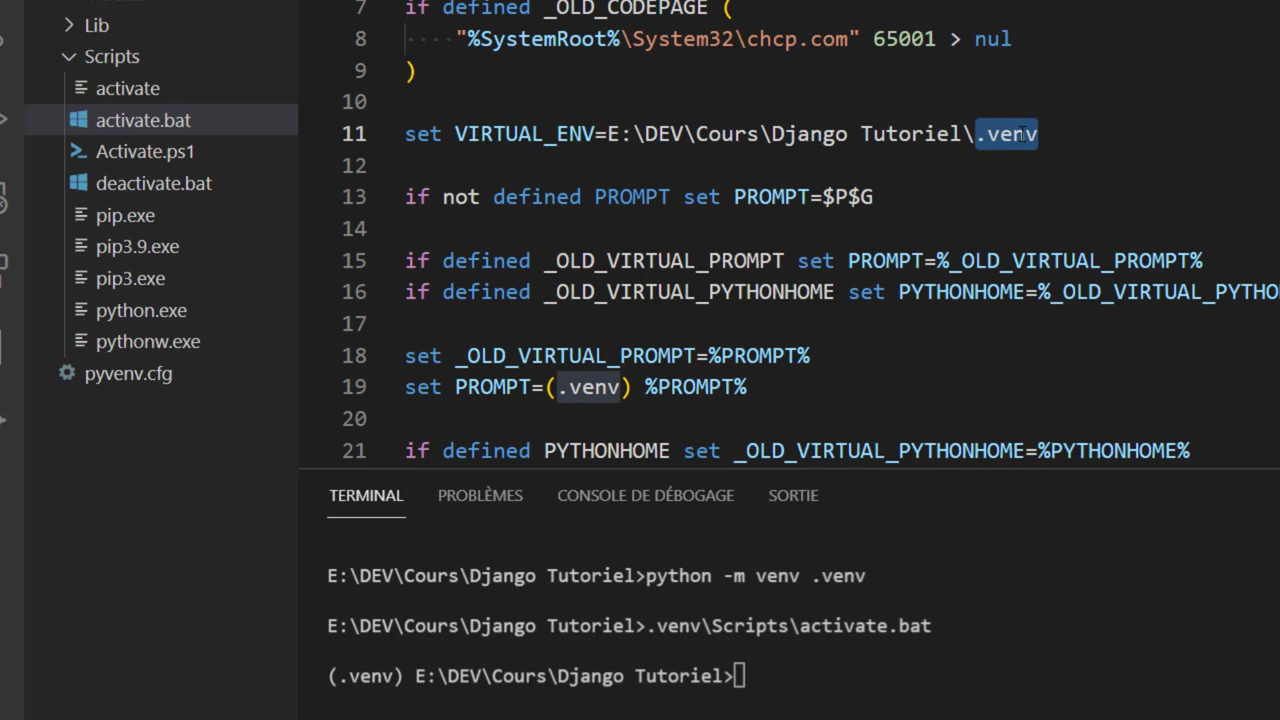 Lib
Scripts
activate
activate.bat
Activate.ps1
deactivate.bat
pip.exe
pip3.9.exe
pip3.exe
python.exe
pythonw.exe
pyvenv.cfg
7 if defined _OLD_CODEPAGE (
8 ····"%SystemRoot%\System32\chcp.com" 65001 > nul
9 )
10
11 set VIRTUAL_ENV=E:\DEV\Cours\Django Tutoriel\.venv
12
13 if not defined PROMPT set PROMPT=$P$G
14
15 if defined _OLD_VIRTUAL_PROMPT set PROMPT=%_OLD_VIRTUAL_PROMPT%
16 if defined _OLD_VIRTUAL_PYTHONHOME set PYTHONHOME=%_OLD_VIRTUAL_PYTHO
17
18 set _OLD_VIRTUAL_PROMPT=%PROMPT%
19 set PROMPT=(.venv) %PROMPT%
20
21 if defined PYTHONHOME set _OLD_VIRTUAL_PYTHONHOME=%PYTHONHOME%
TERMINAL PROBLÈMES CONSOLE DE DÉBOGAGE SORTIE
E:\DEV\Cours\Django Tutoriel>python -m venv .venv
E:\DEV\Cours\Django Tutoriel>.venv\Scripts\activate.bat
(.venv) E:\DEV\Cours\Django Tutoriel>